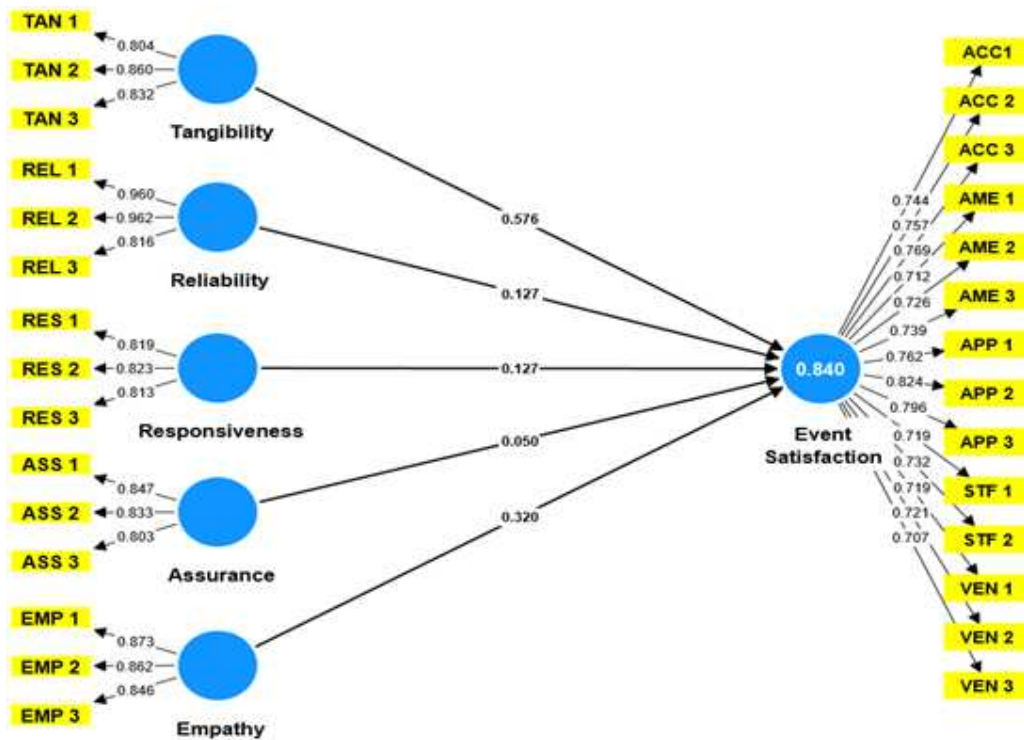 TAN 1
TAN 2
TAN 3
0.804
0.860
0.832
Tangibility
REL 1
REL 2
REL 3
0.960
0.962
0.816
Reliability
RES 1
RES 2
RES 3
0.819
0.823
0.813
Responsiveness
ASS 1
ASS 2
ASS 3
0.847
0.833
0.803
Assurance
EMP 1
EMP 2
EMP 3
0.873
0.862
0.846
Empathy
0.576
0.127
0.127
0.050
0.320
0.840
Event
Satisfaction
0.744
0.757
0.769
0.712
0.726
0.739
0.762
0.824
0.796
0.719
0.732
0.719
0.721
0.707
ACC1
ACC 2
ACC 3
AME 1
AME 2
AME 3
APP 1
APP 2
APP 3
STF 1
STF 2
VEN 1
VEN 2
VEN 3